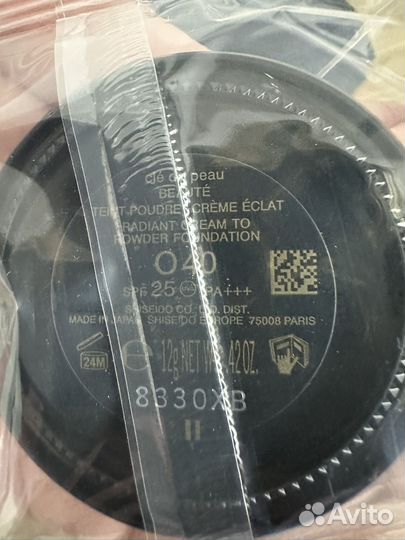 clé de peau
BEAUTÉ
TEINT POUDRE CRÈME ÉCLAT
RADIANT CREAM TO
POWDER FOUNDATION
O 40
SPF 25 PA+++
SHISEIDO CO., LTD. DIST.
MADE IN JAPAN SHISEIDO EUROPE 75008 PARIS
24M 12g NET WT. .42 OZ.
8330XB
Avito